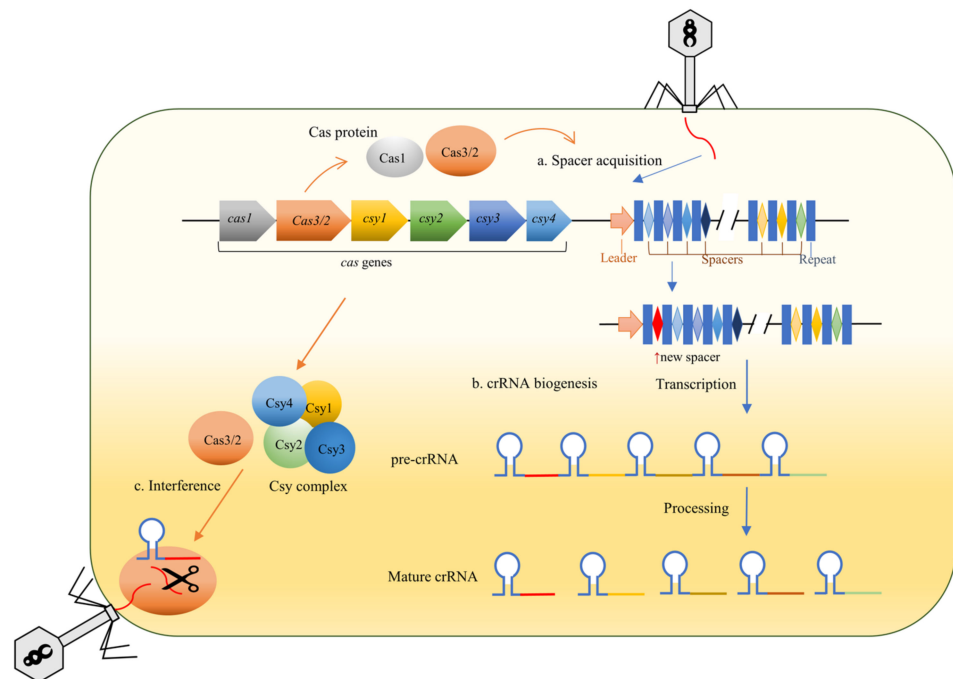 Cas protein
Cas1
Cas3/2
a. Spacer acquisition
cas1
Cas3/2
csy1
csy2
csy3
csy4
cas genes
Leader
Spacers
Repeat
↑new spacer
b. crRNA biogenesis
Transcription
Csy4
Csy1
Cas3/2
Csy2
Csy3
Csy complex
c. Interference
pre-crRNA
Processing
Mature crRNA